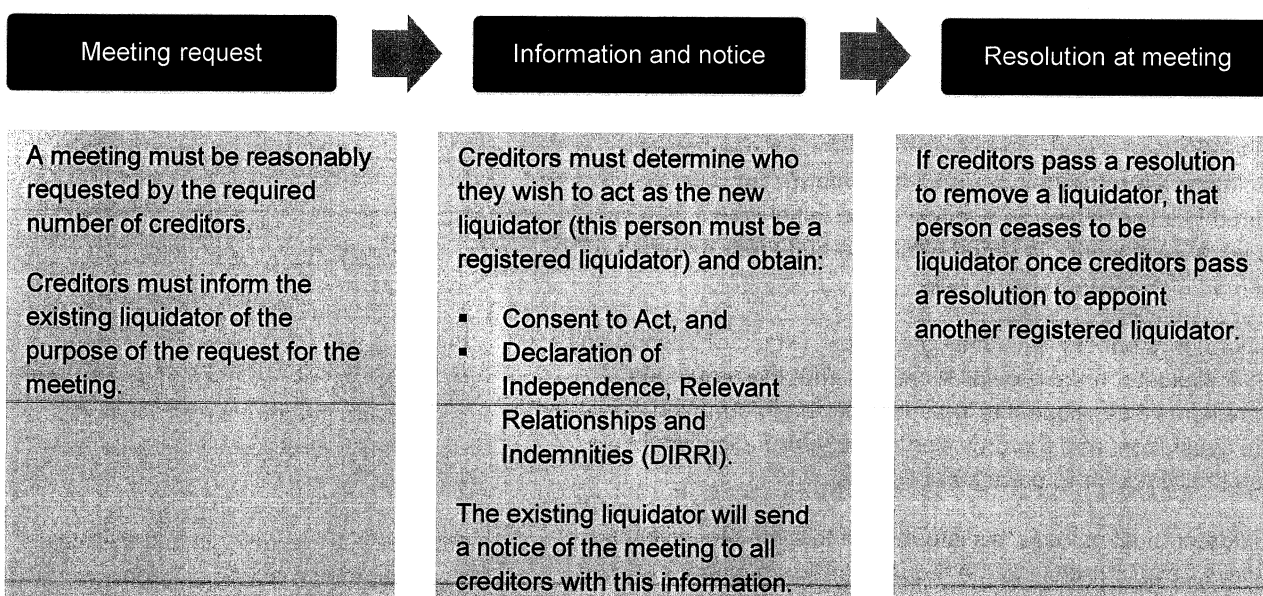 Meeting request
Information and notice
Resolution at meeting
A meeting must be reasonably
requested by the required
number of creditors.
Creditors must inform the
existing liquidator of the
purpose of the request for the
meeting.
Creditors must determine who
they wish to act as the new
liquidator (this person must be a
registered liquidator) and obtain:
▪ Consent to Act, and
▪ Declaration of
Independence, Relevant
Relationships and
Indemnities (DIRRI).
The existing liquidator will send
a notice of the meeting to all
creditors with this information.
If creditors pass a resolution
to remove a liquidator, that
person ceases to be
liquidator once creditors pass
a resolution to appoint
another registered liquidator.